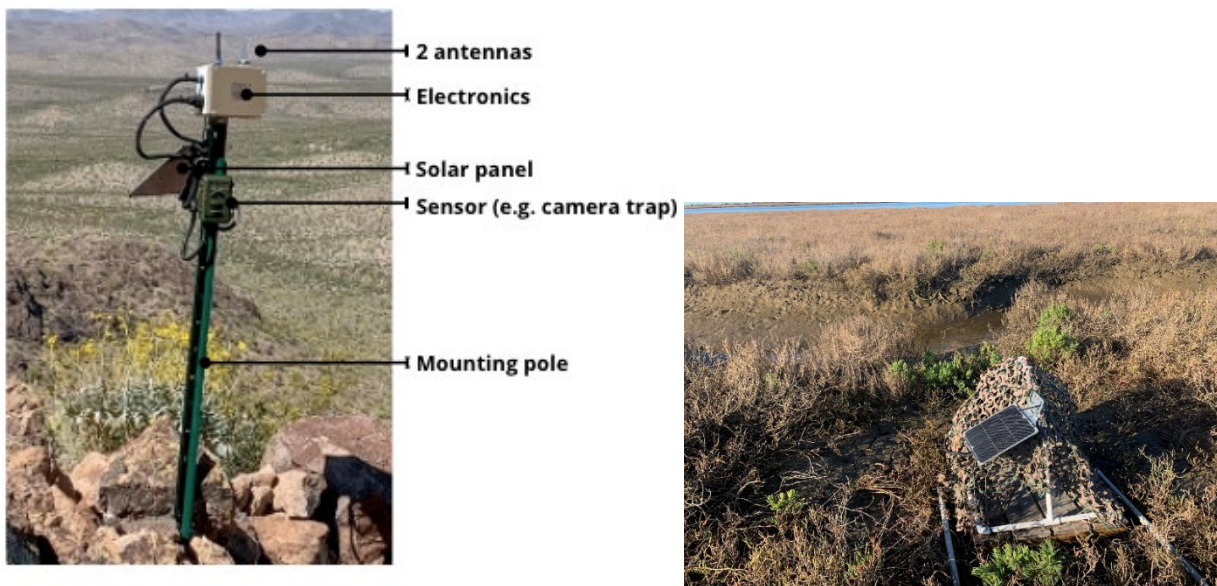 2 antennas
Electronics
Solar panel
Sensor (e.g. camera trap)
Mounting pole